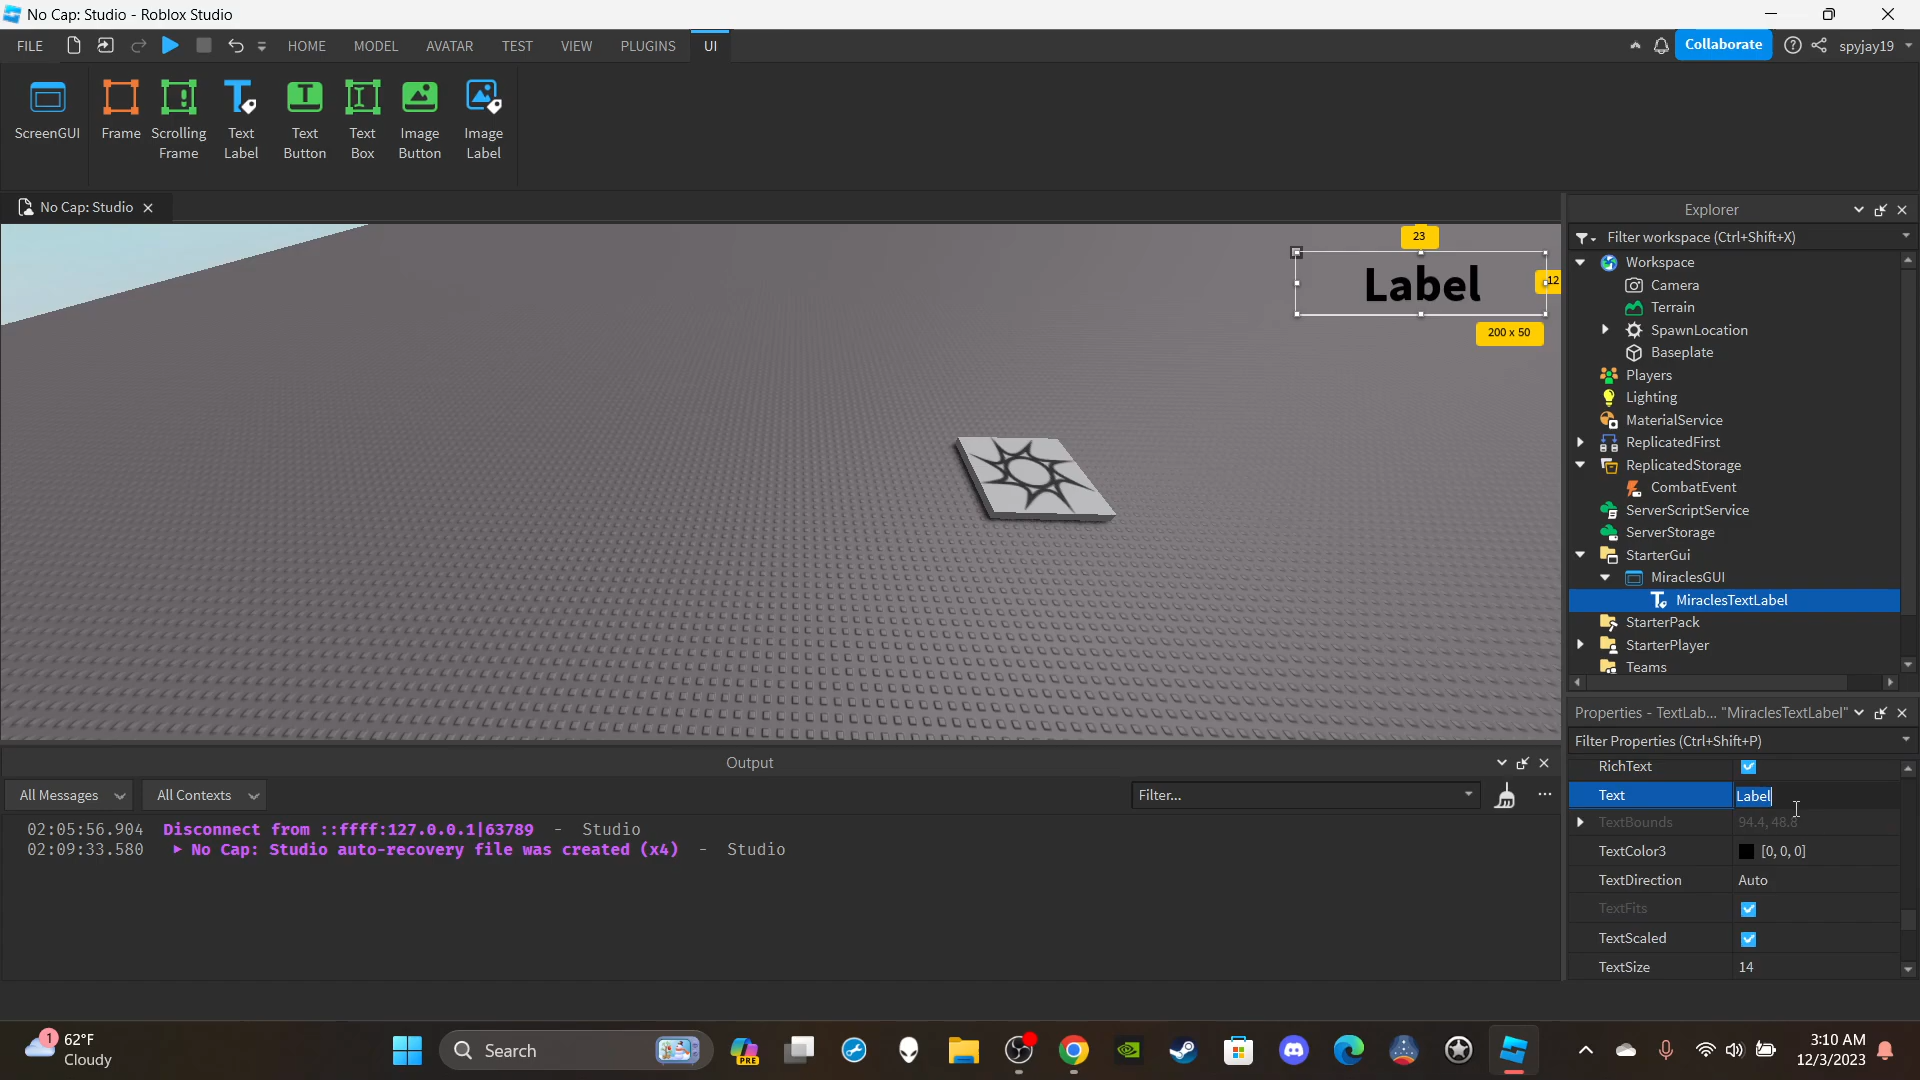 No Cap: Studio - Roblox Studio
FILE HOME MODEL AVATAR TEST VIEW PLUGINS UI Collaborate spyjay19
ScreenGUI
Frame
Scrolling
Frame
Text
Label
Text
Button
Text
Box
Image
Button
Image
Label
No Cap: Studio
23
Label
12
200 x 50
Explorer
Filter workspace (Ctrl+Shift+X)
Workspace
Camera
Terrain
SpawnLocation
Baseplate
Players
Lighting
MaterialService
ReplicatedFirst
ReplicatedStorage
CombatEvent
ServerScriptService
ServerStorage
StarterGui
MiraclesGUI
MiraclesTextLabel
StarterPack
StarterPlayer
Teams
Properties - TextLab... "MiraclesTextLabel"
Filter Properties (Ctrl+Shift+P)
RichText
Text Label
TextBounds 94.4, 48.8
TextColor3 [0, 0, 0]
TextDirection Auto
TextFits
TextScaled
TextSize 14
Output
All Messages All Contexts Filter...
02:05:56.904 Disconnect from ::ffff:127.0.0.1|63789 - Studio
02:09:33.580 No Cap: Studio auto-recovery file was created (x4) - Studio
1
62°F
Cloudy
Search
PRE
3:10 AM
12/3/2023